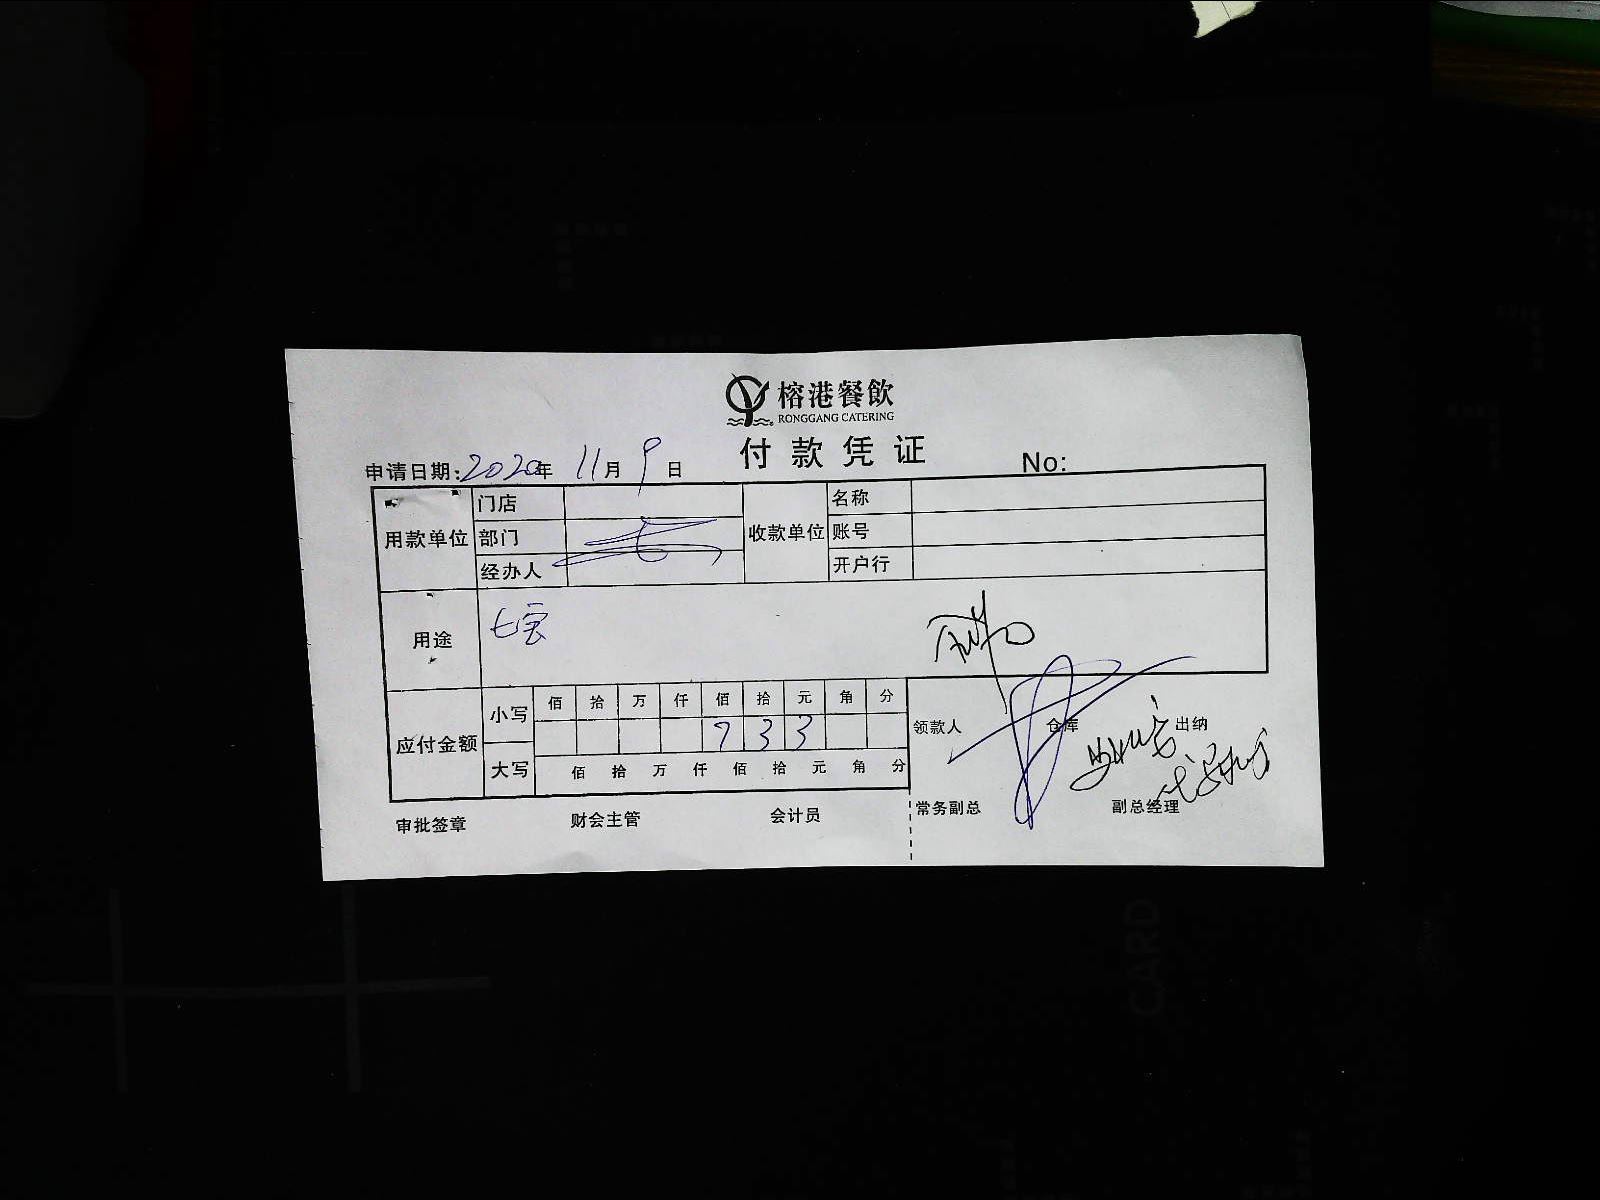 榕港餐飲
RONGGANG CATERING
付款凭证
申请日期:2020年 11月 9日 No:
用款单位 门店 收款单位 名称
部门 账号
经办人 开户行
用途 七宝
应付金额 小写 佰 拾 万 仟 佰 拾 元 角 分
7 3 3
大写 佰 拾 万 仟 佰 拾 元 角 分
领款人 仓库 出纳
审批签章 财会主管 会计员 常务副总 副总经理
CARD